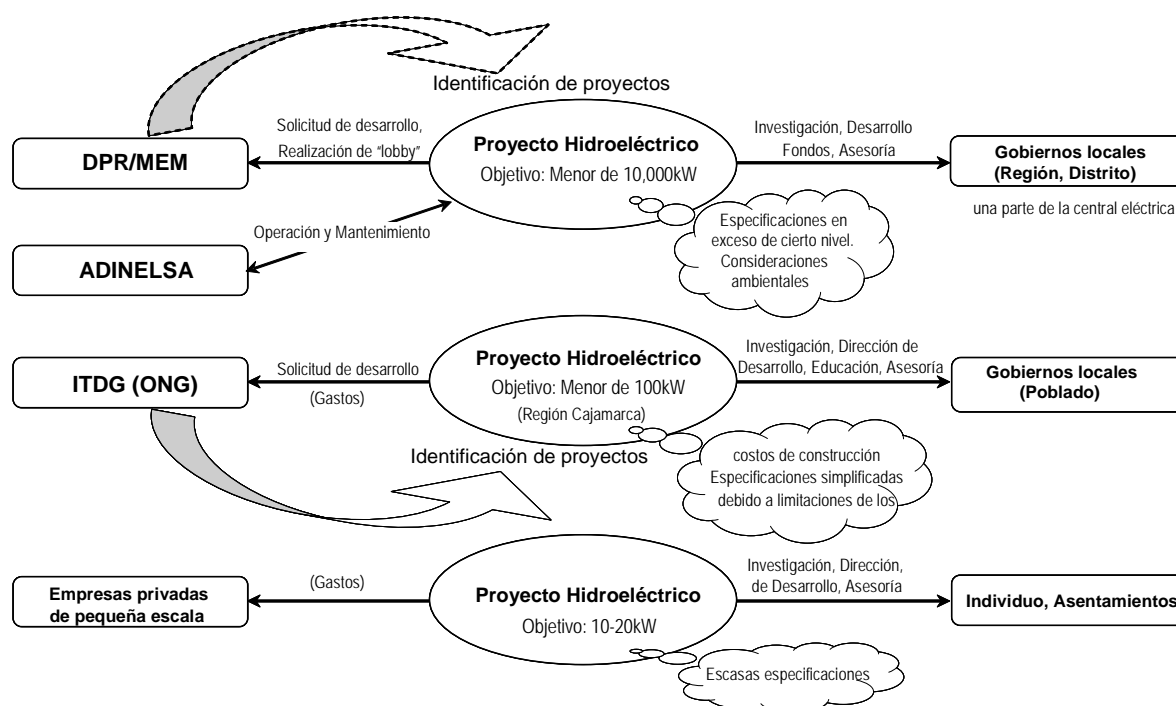 Identificación de proyectos
Solicitud de desarrollo,
Realización de "lobby"
DPR/MEM
Proyecto Hidroeléctrico
Objetivo: Menor de 10,000kW
Investigación, Desarrollo
Fondos, Asesoría
Gobiernos locales
(Región, Distrito)
una parte de la central eléctrica
Operación y Mantenimiento
ADINELSA
Especificaciones en
exceso de cierto nivel.
Consideraciones
ambientales
ITDG (ONG)
Solicitud de desarrollo
(Gastos)
Proyecto Hidroeléctrico
Objetivo: Menor de 100kW
(Región Cajamarca)
Investigación, Dirección de
Desarrollo, Educación, Asesoría
Gobiernos locales
(Poblado)
Identificación de proyectos
costos de construcción
Especificaciones simplificadas
debido a limitaciones de los
Empresas privadas
de pequeña escala
(Gastos)
Proyecto Hidroeléctrico
Objetivo: 10-20kW
Investigación, Dirección,
de Desarrollo, Asesoría
Individuo, Asentamientos
Escasas especificaciones